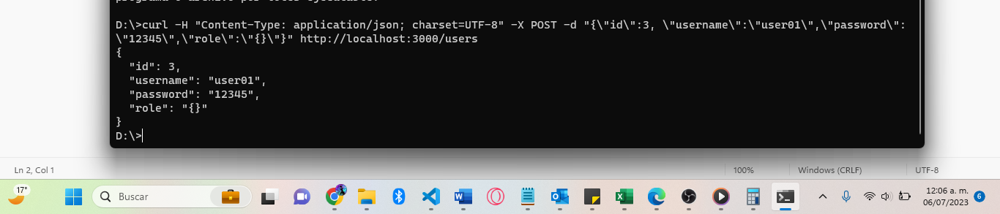 D:\>curl -H "Content-Type: application/json; charset=UTF-8" -X POST -d "{\"id\":3, \"username\":\"user01\",\"password\":
\"12345\",\"role\":\"{}\"}" http://localhost:3000/users
{
  "id": 3,
  "username": "user01",
  "password": "12345",
  "role": "{}"
}
D:\>
Ln 2, Col 1
100%
Windows (CRLF)
UTF-8
17°
Buscar
12:06 a. m.
06/07/2023
6